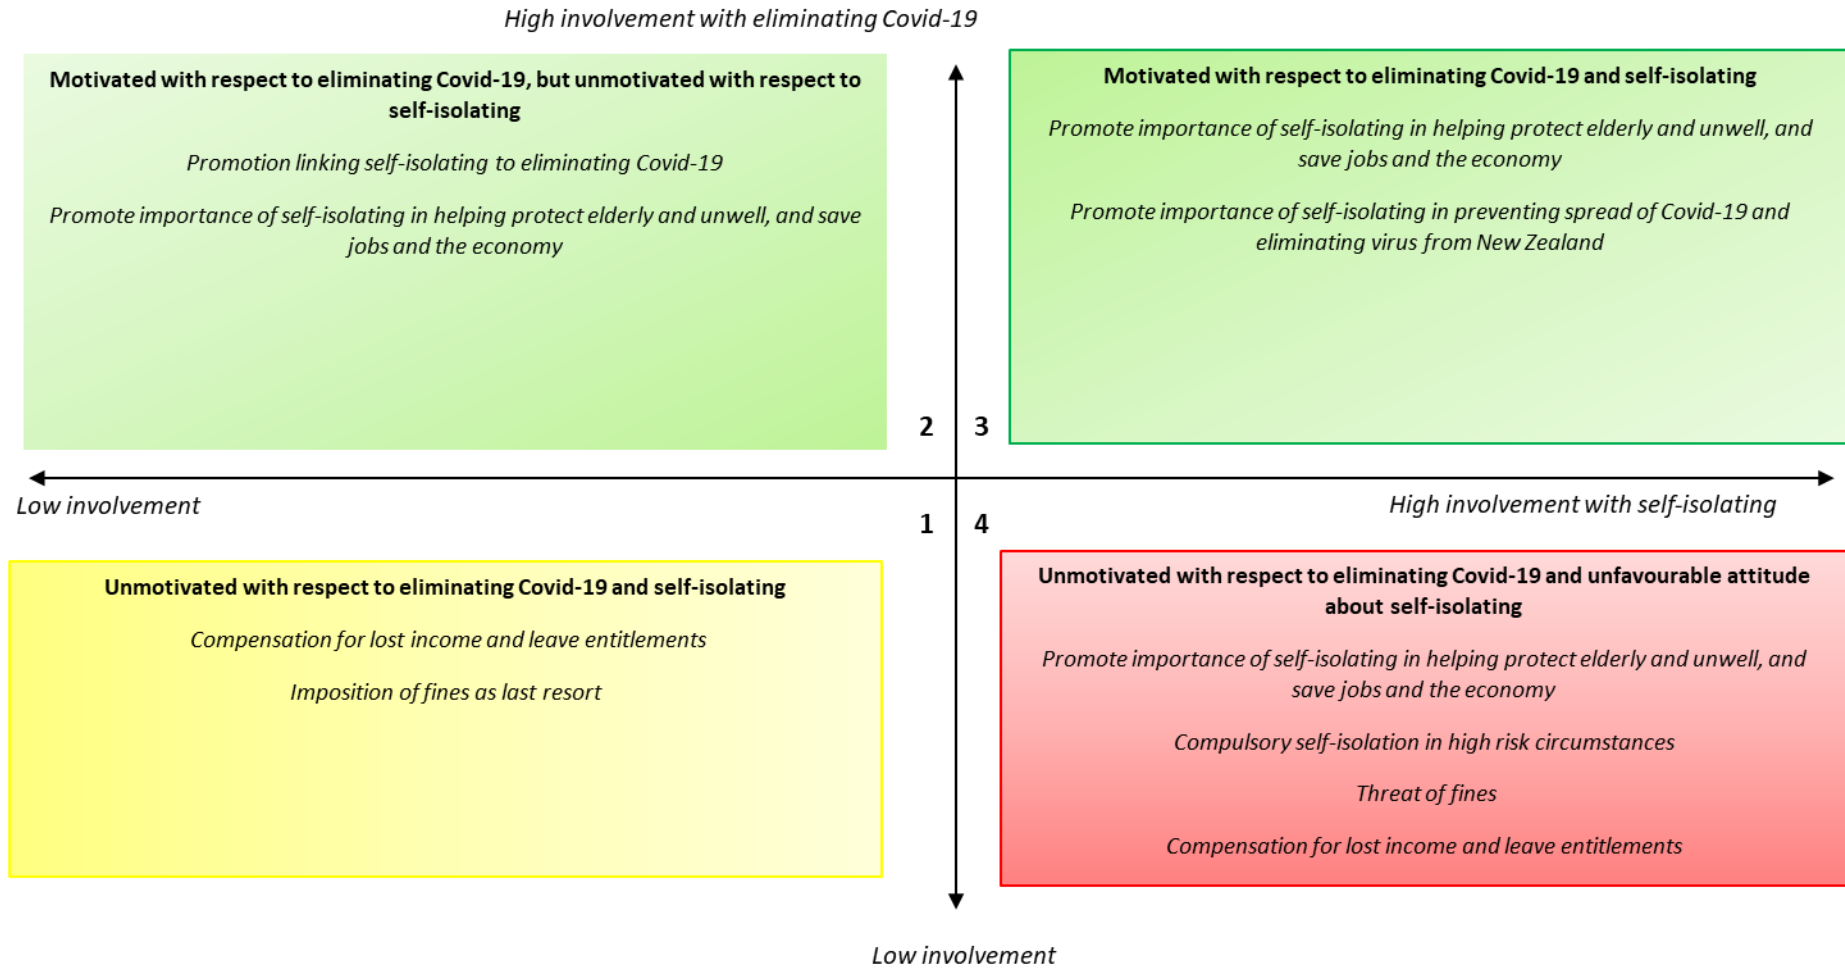 High involvement with eliminating Covid-19
Motivated with respect to eliminating Covid-19, but unmotivated with respect to
self-isolating
Promotion linking self-isolating to eliminating Covid-19
Promote importance of self-isolating in helping protect elderly and unwell, and save
jobs and the economy
Motivated with respect to eliminating Covid-19 and self-isolating
Promote importance of self-isolating in helping protect elderly and unwell, and
save jobs and the economy
Promote importance of self-isolating in preventing spread of Covid-19 and
eliminating virus from New Zealand
2
3
Low involvement
High involvement with self-isolating
1
4
Unmotivated with respect to eliminating Covid-19 and self-isolating
Compensation for lost income and leave entitlements
Imposition of fines as last resort
Unmotivated with respect to eliminating Covid-19 and unfavourable attitude
about self-isolating
Promote importance of self-isolating in helping protect elderly and unwell, and
save jobs and the economy
Compulsory self-isolation in high risk circumstances
Threat of fines
Compensation for lost income and leave entitlements
Low involvement